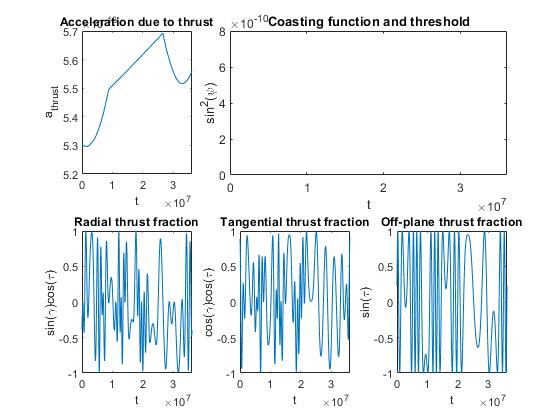 Acceleration due to thrust
Coasting function and threshold
5.7
5.6
5.5
5.4
5.3
5.2
a_thrust
0 1 2 3
t
×10^7
8 ×10^-10
6
4
2
0
sin^2(ψ)
0 1 2 3
t
×10^7
Radial thrust fraction
Tangential thrust fraction
Off-plane thrust fraction
1
0.5
0
-0.5
-1
sin(γ)cos(τ)
0 1 2 3
t
×10^7
1
0.5
0
-0.5
-1
cos(γ)cos(τ)
0 1 2 3
t
×10^7
1
0.5
0
-0.5
-1
sin(τ)
0 1 2 3
t
×10^7